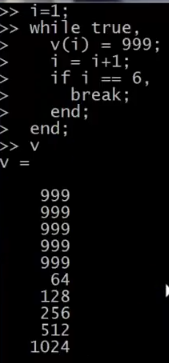 >> i=1;
>> while true,
>    v(i) = 999;
>    i = i+1;
>    if i == 6,
>      break;
>    end;
>  end;
>> v
v =
999
999
999
999
999
64
128
256
512
1024